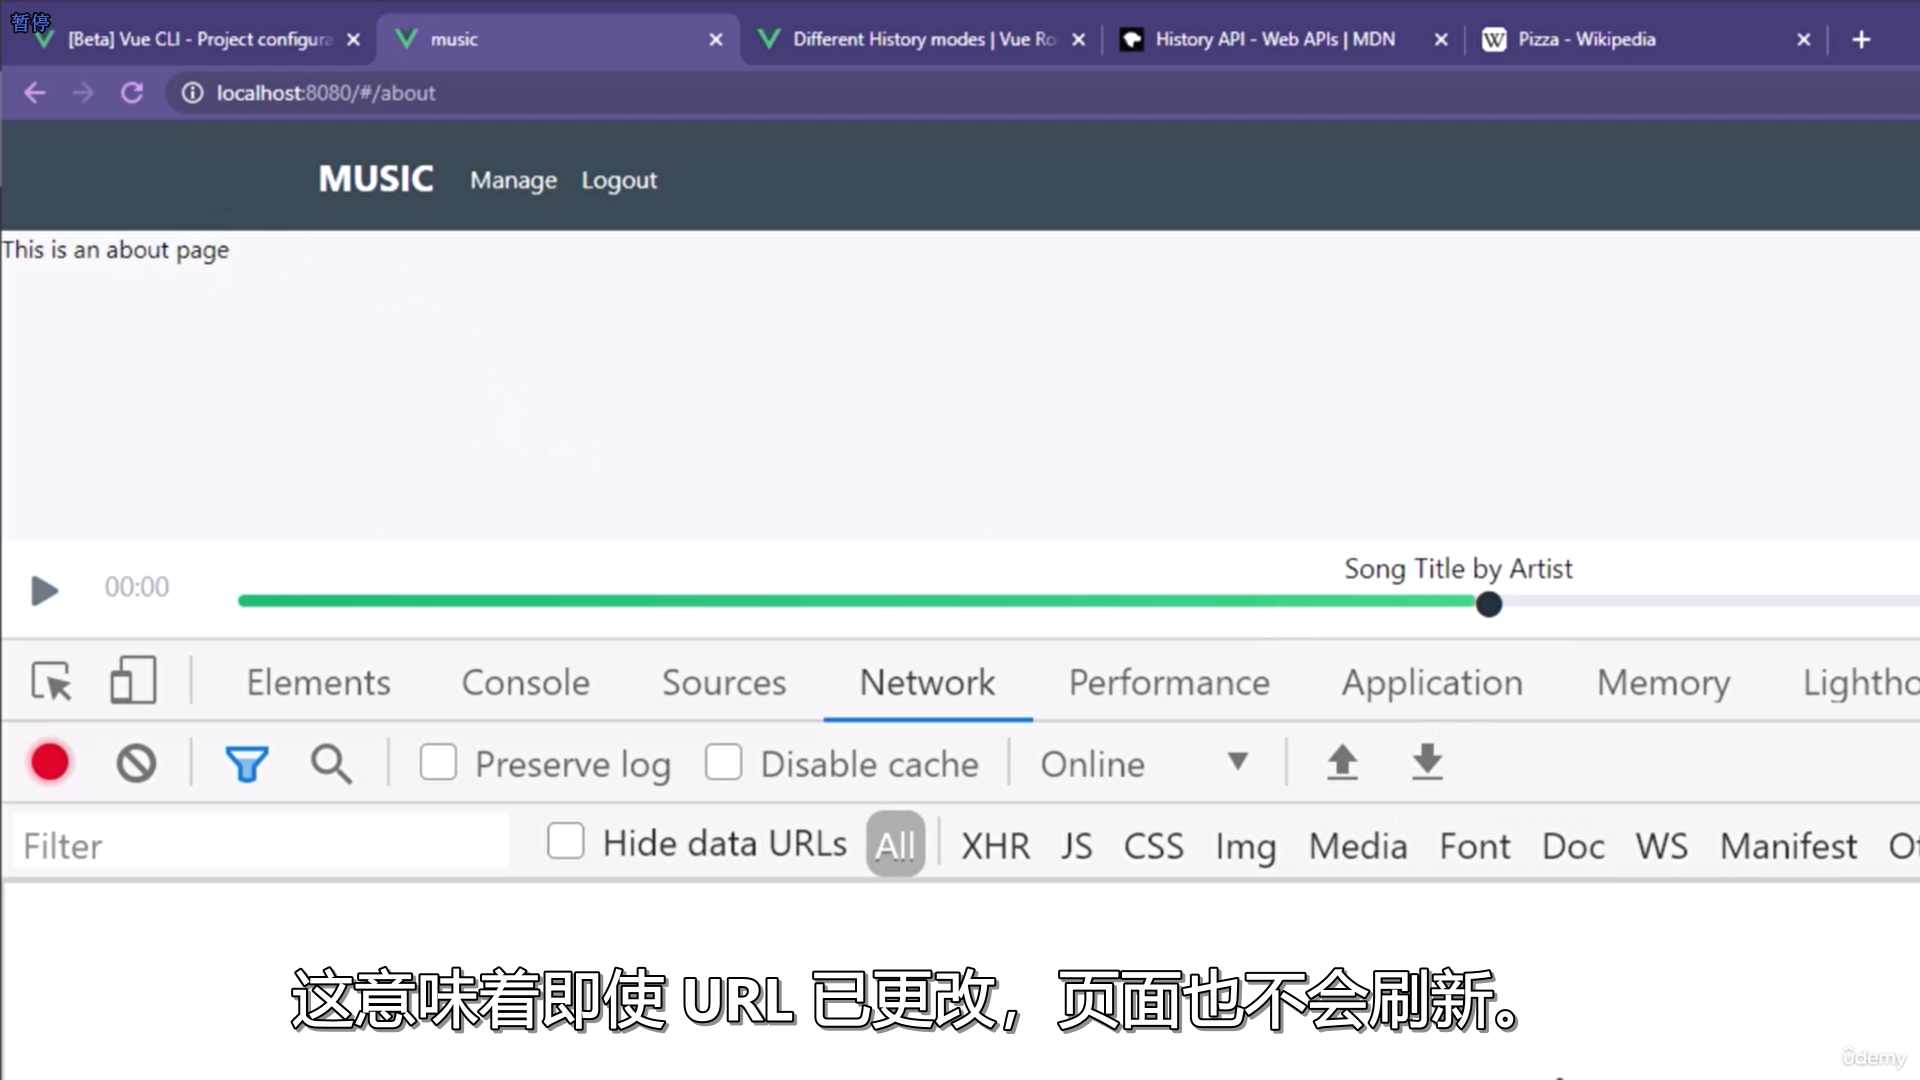 暂停
[Beta] Vue CLI - Project configura
music
Different History modes | Vue Ro
History API - Web APIs | MDN
Pizza - Wikipedia
localhost:8080/#/about
MUSIC Manage Logout
This is an about page
Song Title by Artist
00:00
Elements Console Sources Network Performance Application Memory Lightho
Preserve log Disable cache Online
Filter Hide data URLs All XHR JS CSS Img Media Font Doc WS Manifest Ot
这意味着即使 URL 已更改，页面也不会刷新。
ûdemy